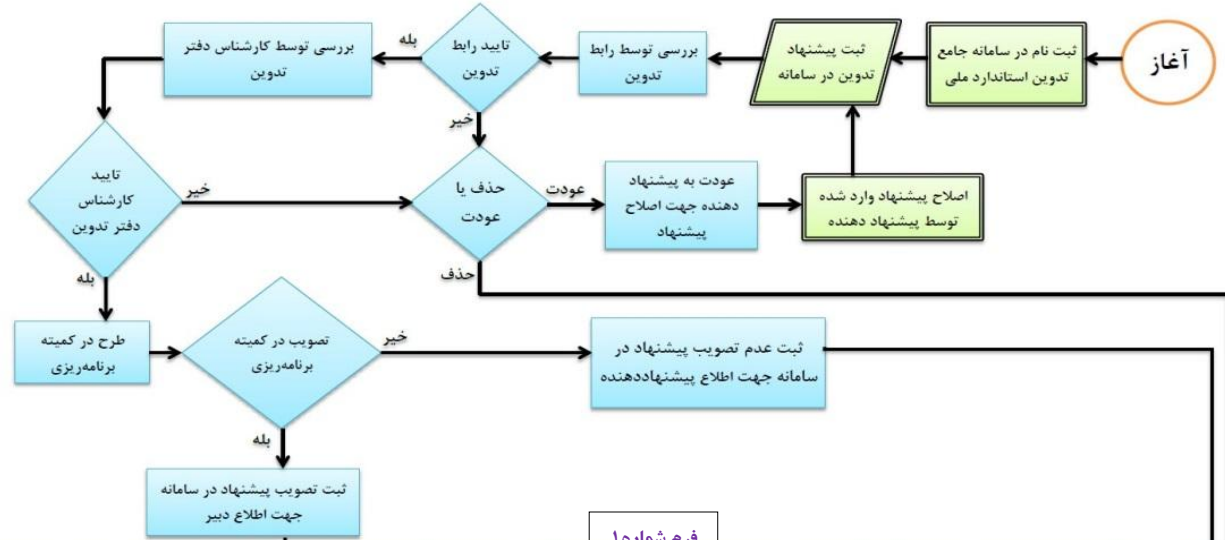 آغاز
ثبت نام در سامانه جامع
تدوین استاندارد ملی
ثبت پیشنهاد
تدوین در سامانه
بررسی توسط رابط
تدوین
تایید رابط
تدوین
بله
بررسی توسط کارشناس دفتر
تدوین
خیر
تایید
کارشناس
دفتر تدوین
خیر
حذف یا
عودت
عودت
عودت به پیشنهاد
دهنده جهت اصلاح
پیشنهاد
اصلاح پیشنهاد وارد شده
توسط پیشنهاد دهنده
حذف
بله
طرح در کمیته
برنامه‌ریزی
تصویب در کمیته
برنامه‌ریزی
خیر
ثبت عدم تصویب پیشنهاد در
سامانه جهت اطلاع پیشنهاددهنده
بله
ثبت تصویب پیشنهاد در سامانه
جهت اطلاع دبیر
فرم شماره ۱